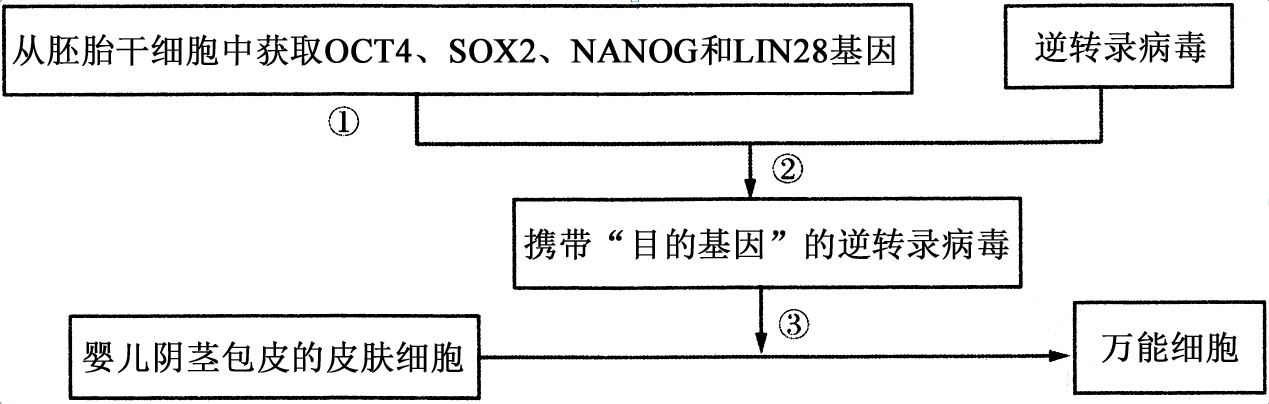 从胚胎干细胞中获取OCT4、SOX2、NANOG和LIN28基因
逆转录病毒
①
②
携带“目的基因”的逆转录病毒
③
婴儿阴茎包皮的皮肤细胞
万能细胞